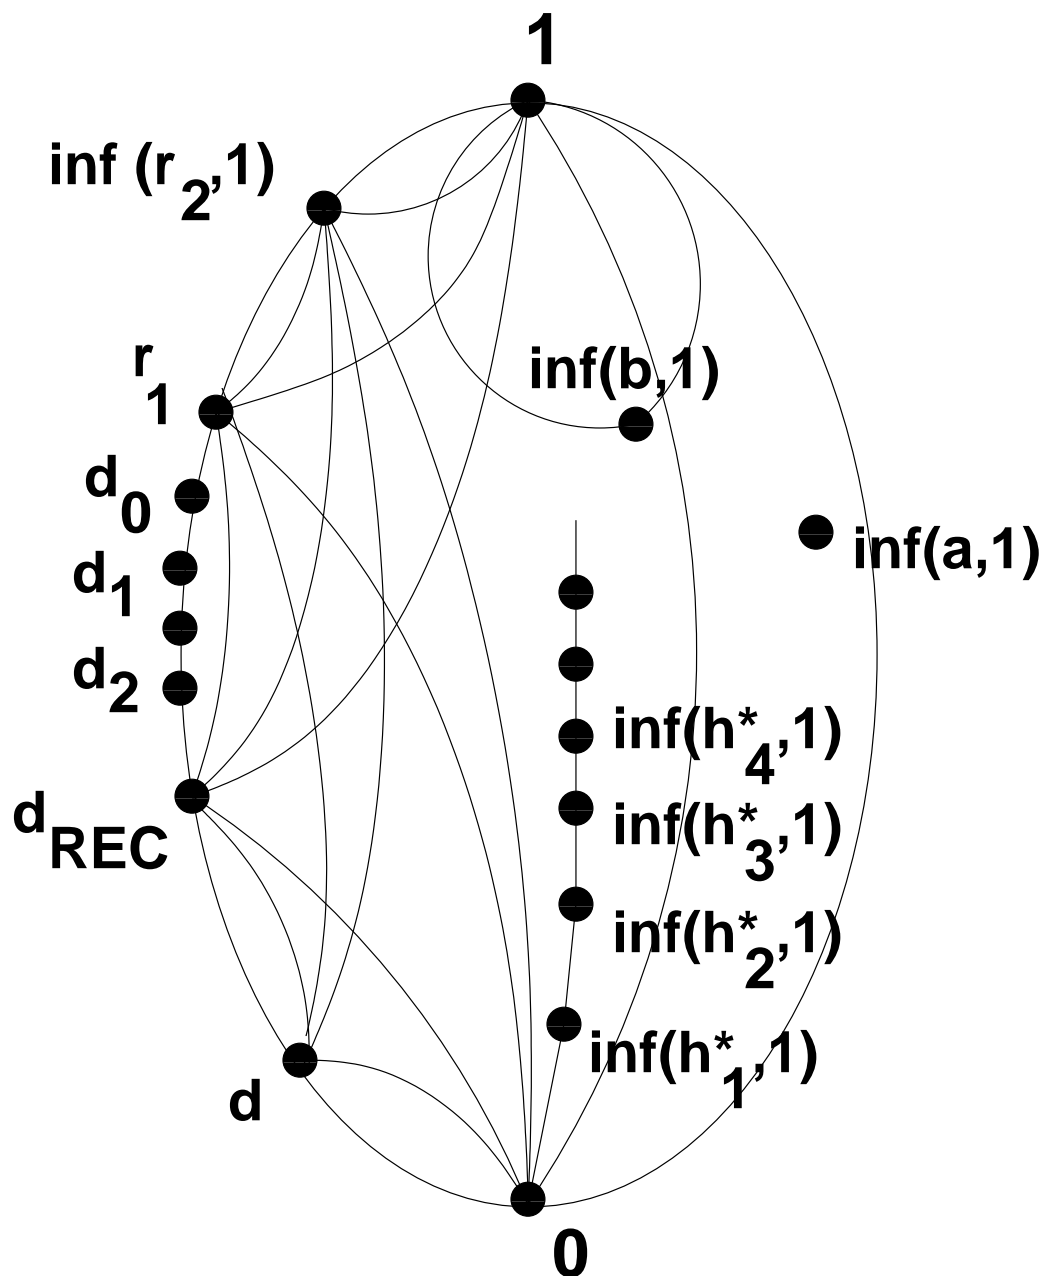 1
inf (r₂,1)
r₁
inf(b,1)
d₀
inf(a,1)
d₁
d₂
inf(h*₄,1)
inf(h*₃,1)
d_REC
inf(h*₂,1)
inf(h*₁,1)
d
0